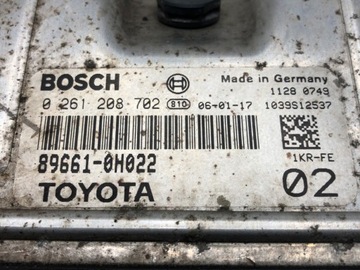 BOSCH Made in Germany
1128 0749
0 261 208 702 B10 06-01-17 1039S12537
89661-0H022 1KR-FE
TOYOTA 02